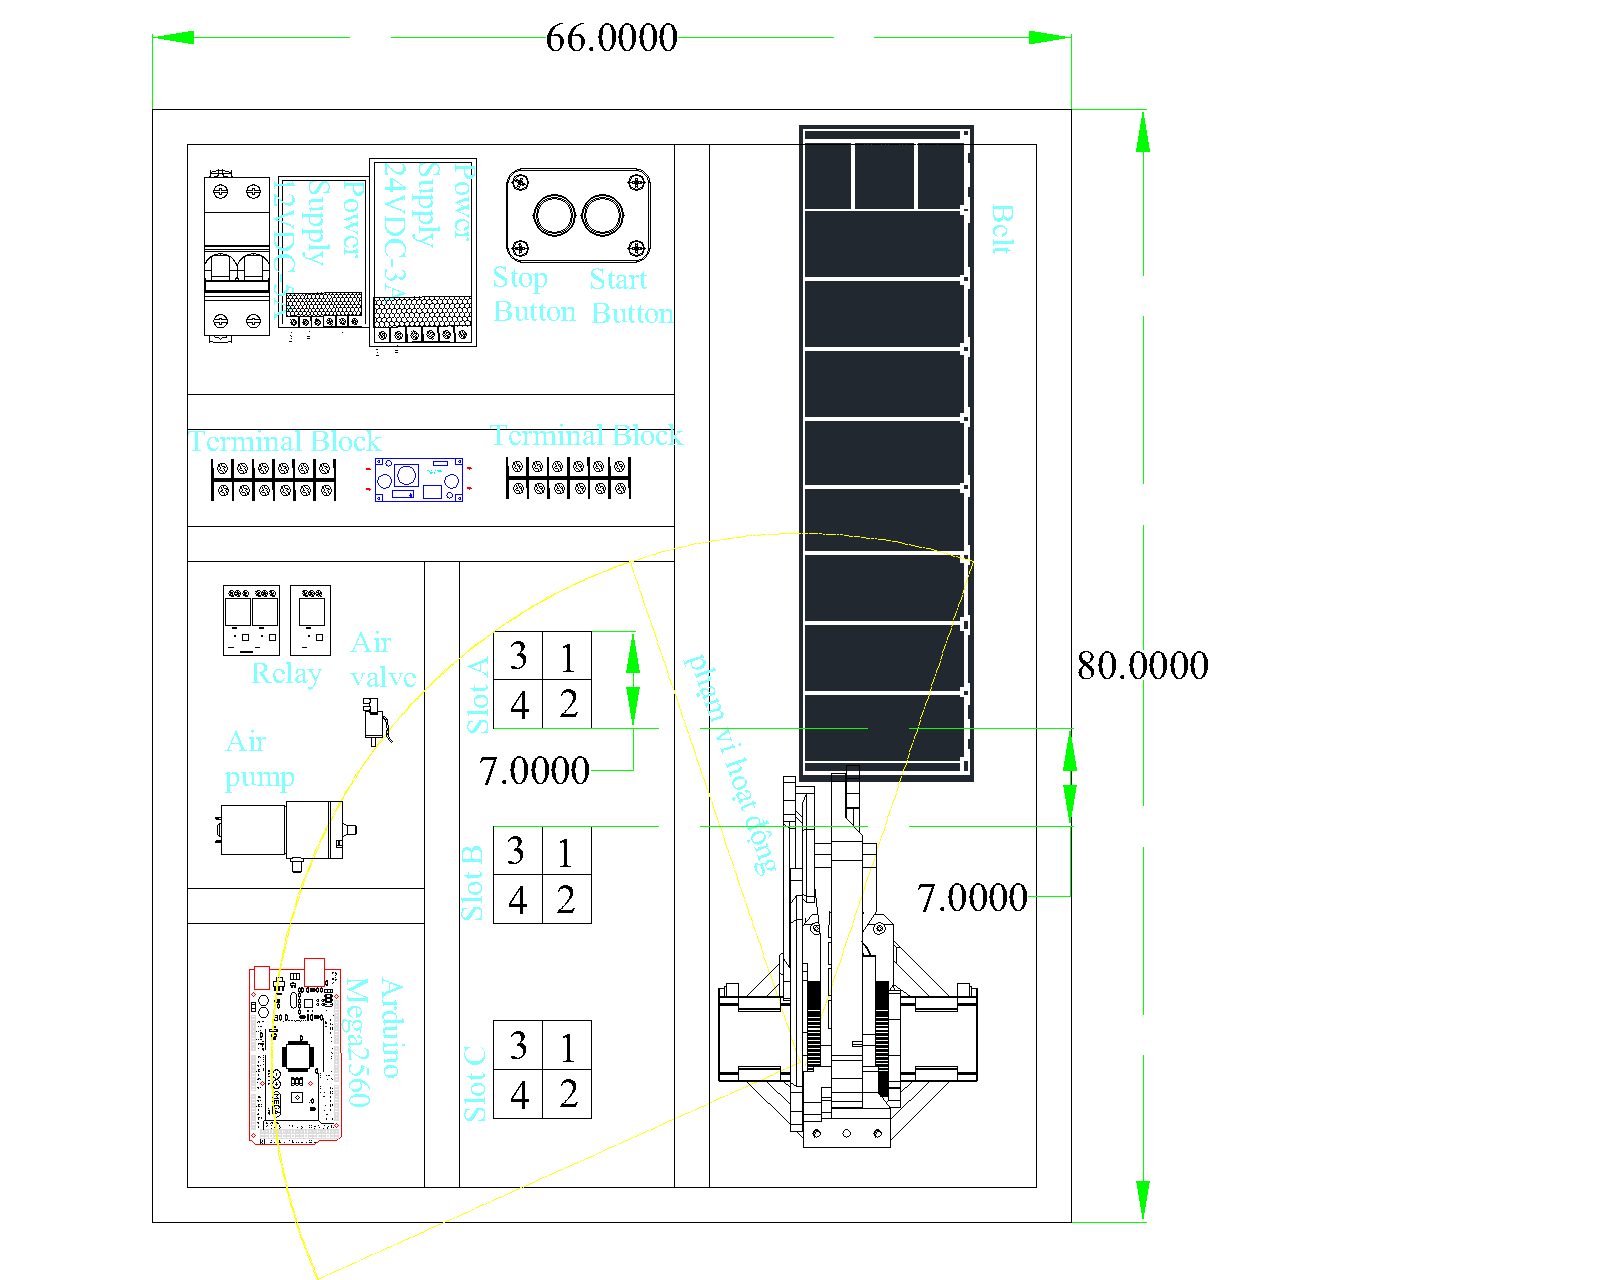 66.0000
Power
Supply
12VDC-5A
Power
Supply
24VDC-3A
Stop
Button
Start
Button
Belt
Terminal Block
Terminal Block
Relay
Air
valve
Air
pump
Slot A
3 1
4 2
7.0000
phạm vi hoạt động
80.0000
Slot B
3 1
4 2
7.0000
Arduino
Mega2560
Slot C
3 1
4 2